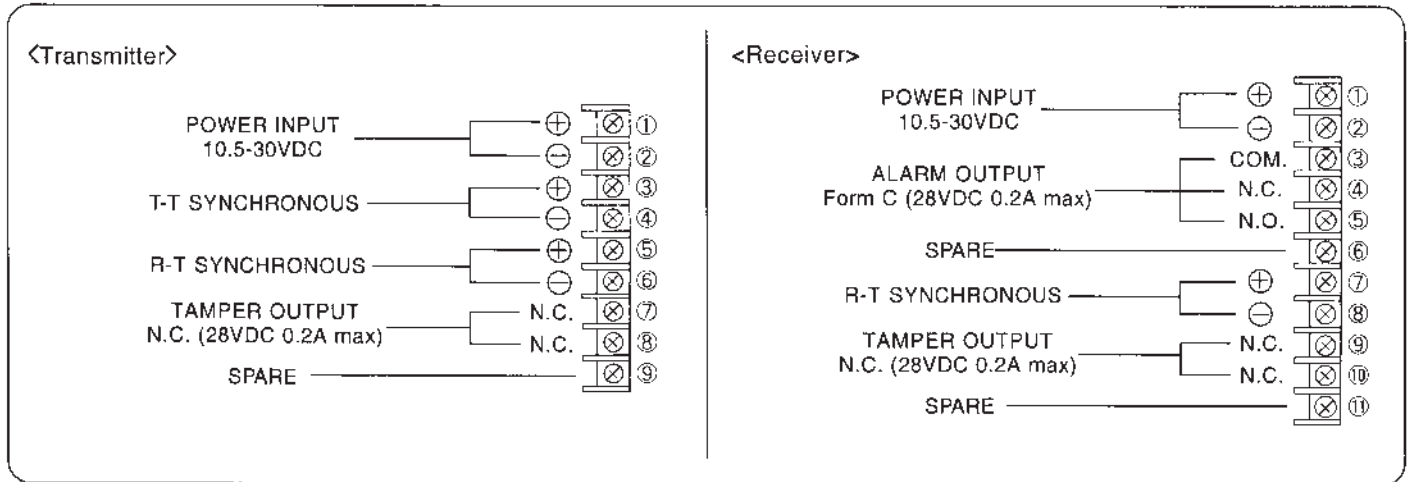 <Transmitter>
POWER INPUT
10.5-30VDC
⊕ ①
⊖ ②
T-T SYNCHRONOUS
⊕ ③
⊖ ④
R-T SYNCHRONOUS
⊕ ⑤
⊖ ⑥
TAMPER OUTPUT
N.C. (28VDC 0.2A max)
N.C. ⑦
N.C. ⑧
SPARE ⑨
<Receiver>
POWER INPUT
10.5-30VDC
⊕ ①
⊖ ②
ALARM OUTPUT
Form C (28VDC 0.2A max)
COM. ③
N.C. ④
N.O. ⑤
SPARE ⑥
R-T SYNCHRONOUS
⊕ ⑦
⊖ ⑧
TAMPER OUTPUT
N.C. (28VDC 0.2A max)
N.C. ⑨
N.C. ⑩
SPARE ⑪